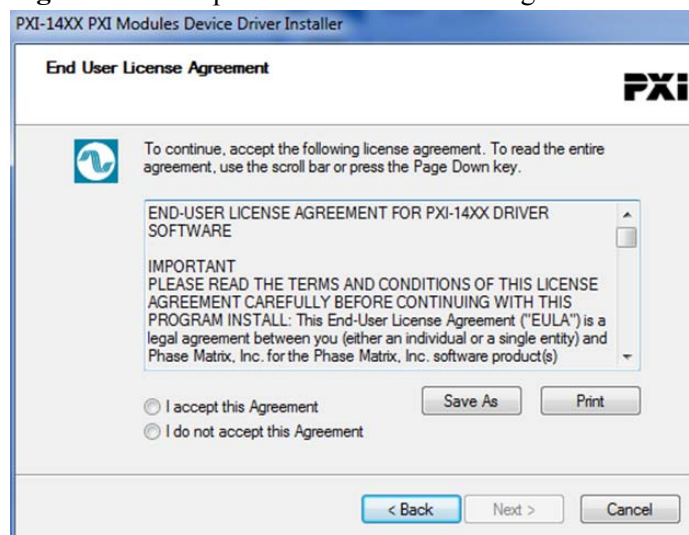 PXI-14XX PXI Modules Device Driver Installer
End User License Agreement
PXI
To continue, accept the following license agreement. To read the entire
agreement, use the scroll bar or press the Page Down key.
END-USER LICENSE AGREEMENT FOR PXI-14XX DRIVER
SOFTWARE
IMPORTANT
PLEASE READ THE TERMS AND CONDITIONS OF THIS LICENSE
AGREEMENT CAREFULLY BEFORE CONTINUING WITH THIS
PROGRAM INSTALL: This End-User License Agreement ("EULA") is a
legal agreement between you (either an individual or a single entity) and
Phase Matrix, Inc. for the Phase Matrix, Inc. software product(s)
I accept this Agreement
Save As
Print
I do not accept this Agreement
< Back
Next >
Cancel